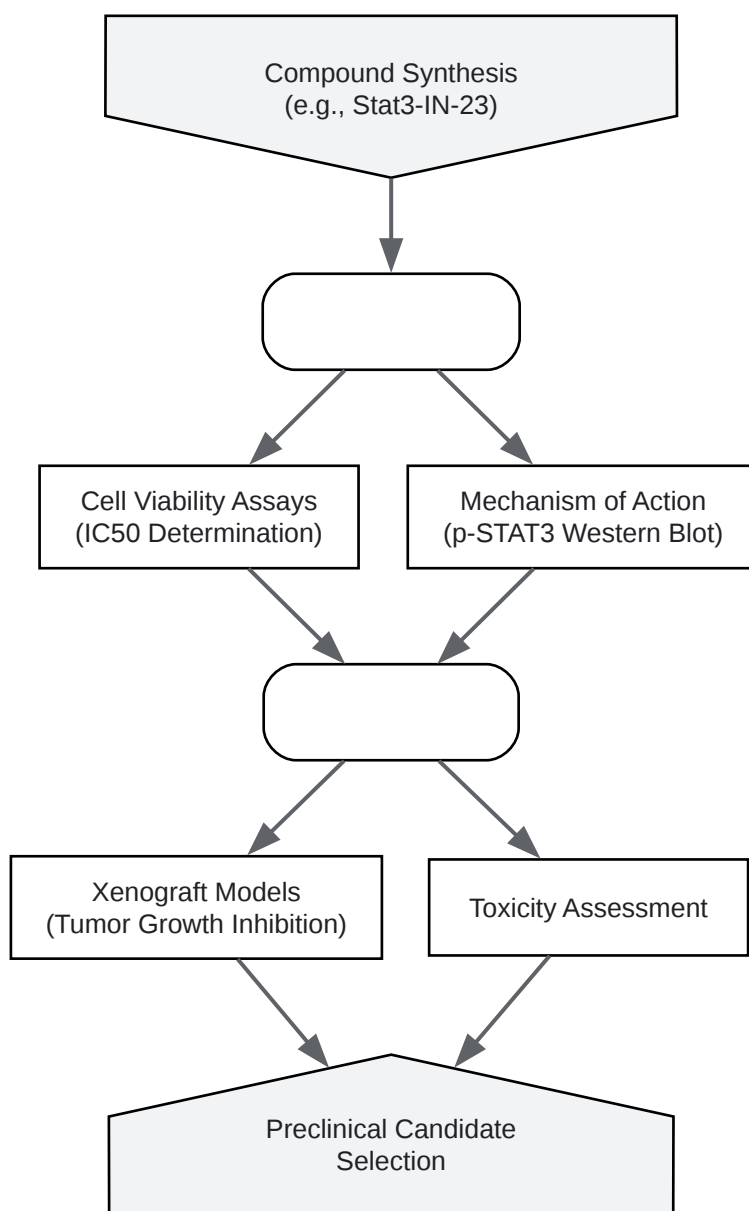 Compound Synthesis
(e.g., Stat3-IN-23)
Cell Viability Assays
(IC50 Determination)
Mechanism of Action
(p-STAT3 Western Blot)
Xenograft Models
(Tumor Growth Inhibition)
Toxicity Assessment
Preclinical Candidate
Selection